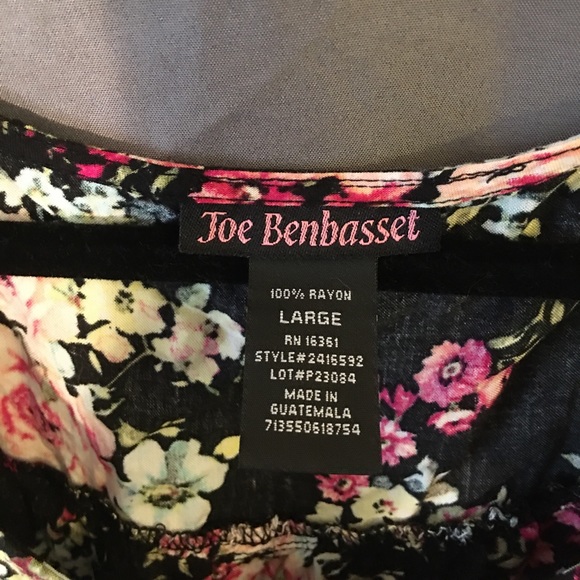 Joe Benbasset
100% RAYON
LARGE
RN 16361
STYLE#2416592
LOT#P23084
MADE IN
GUATEMALA
713550618754